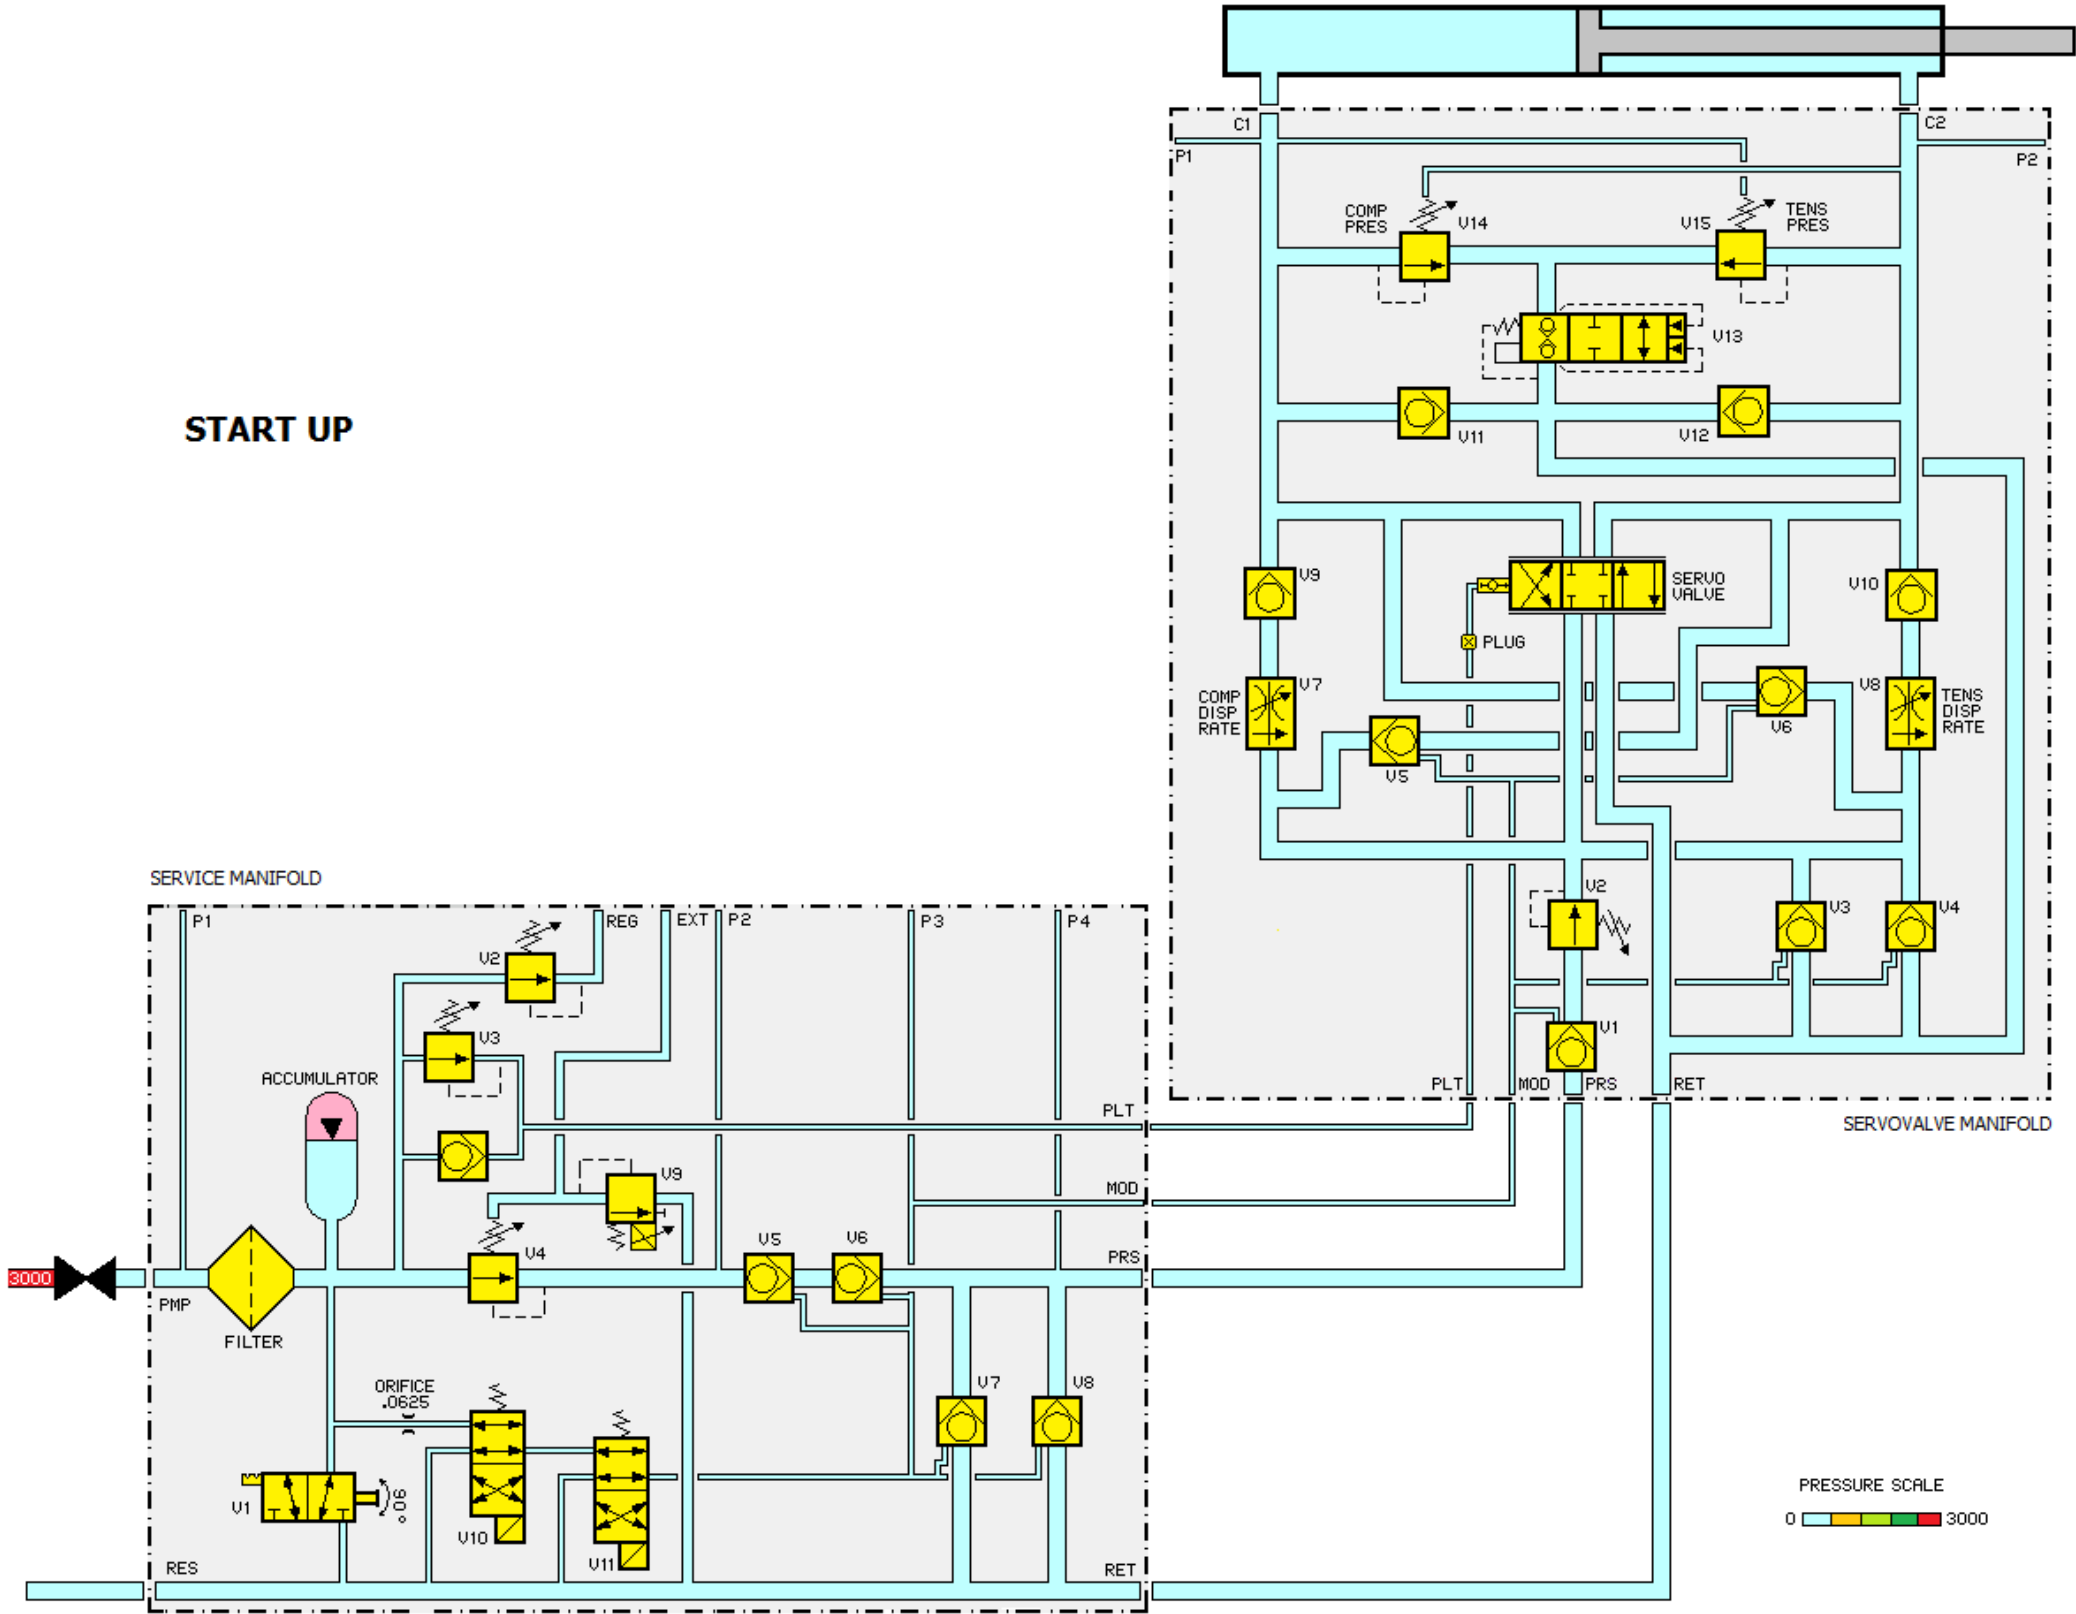 C1
C2
P1
P2
COMP
PRES
V14
V15
TENS
PRES
V13
START UP
V11
V12
V9
SERVO
VALVE
V10
PLUG
COMP
DISP
RATE
V7
V6
V8
TENS
DISP
RATE
V5
SERVICE MANIFOLD
V2
V3
V4
P1
V2
REG
EXT
P2
P3
P4
V3
V1
ACCUMULATOR
PLT
MOD
PRS
RET
PLT
SERVOVALVE MANIFOLD
V9
MOD
V4
V5
V6
PRS
3000
PMP
FILTER
ORIFICE
.0625
V7
V8
V1
90°
V10
V11
PRESSURE SCALE
0
3000
RES
RET